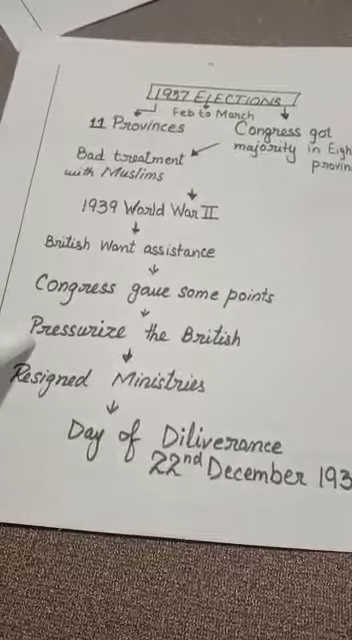 1937 ELECTIONS
Feb to March
11 Provinces
Congress got
majority in Eigh
provin
Bad treatment
with Muslims
1939 World War II
British Want assistance
Congress gave some points
Pressurize the British
Resigned Ministries
Day of Diliverance
22nd December 193